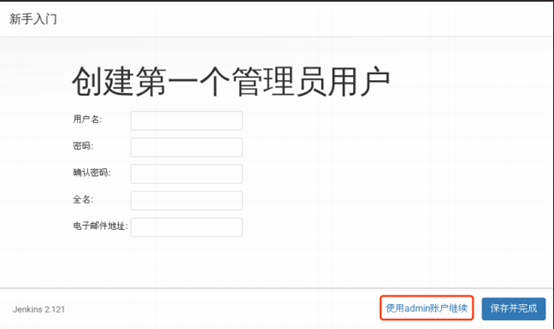 新手入门
创建第一个管理员用户
用户名:
密码:
确认密码:
全名:
电子邮件地址:
Jenkins 2.121
使用admin账户继续
保存并完成